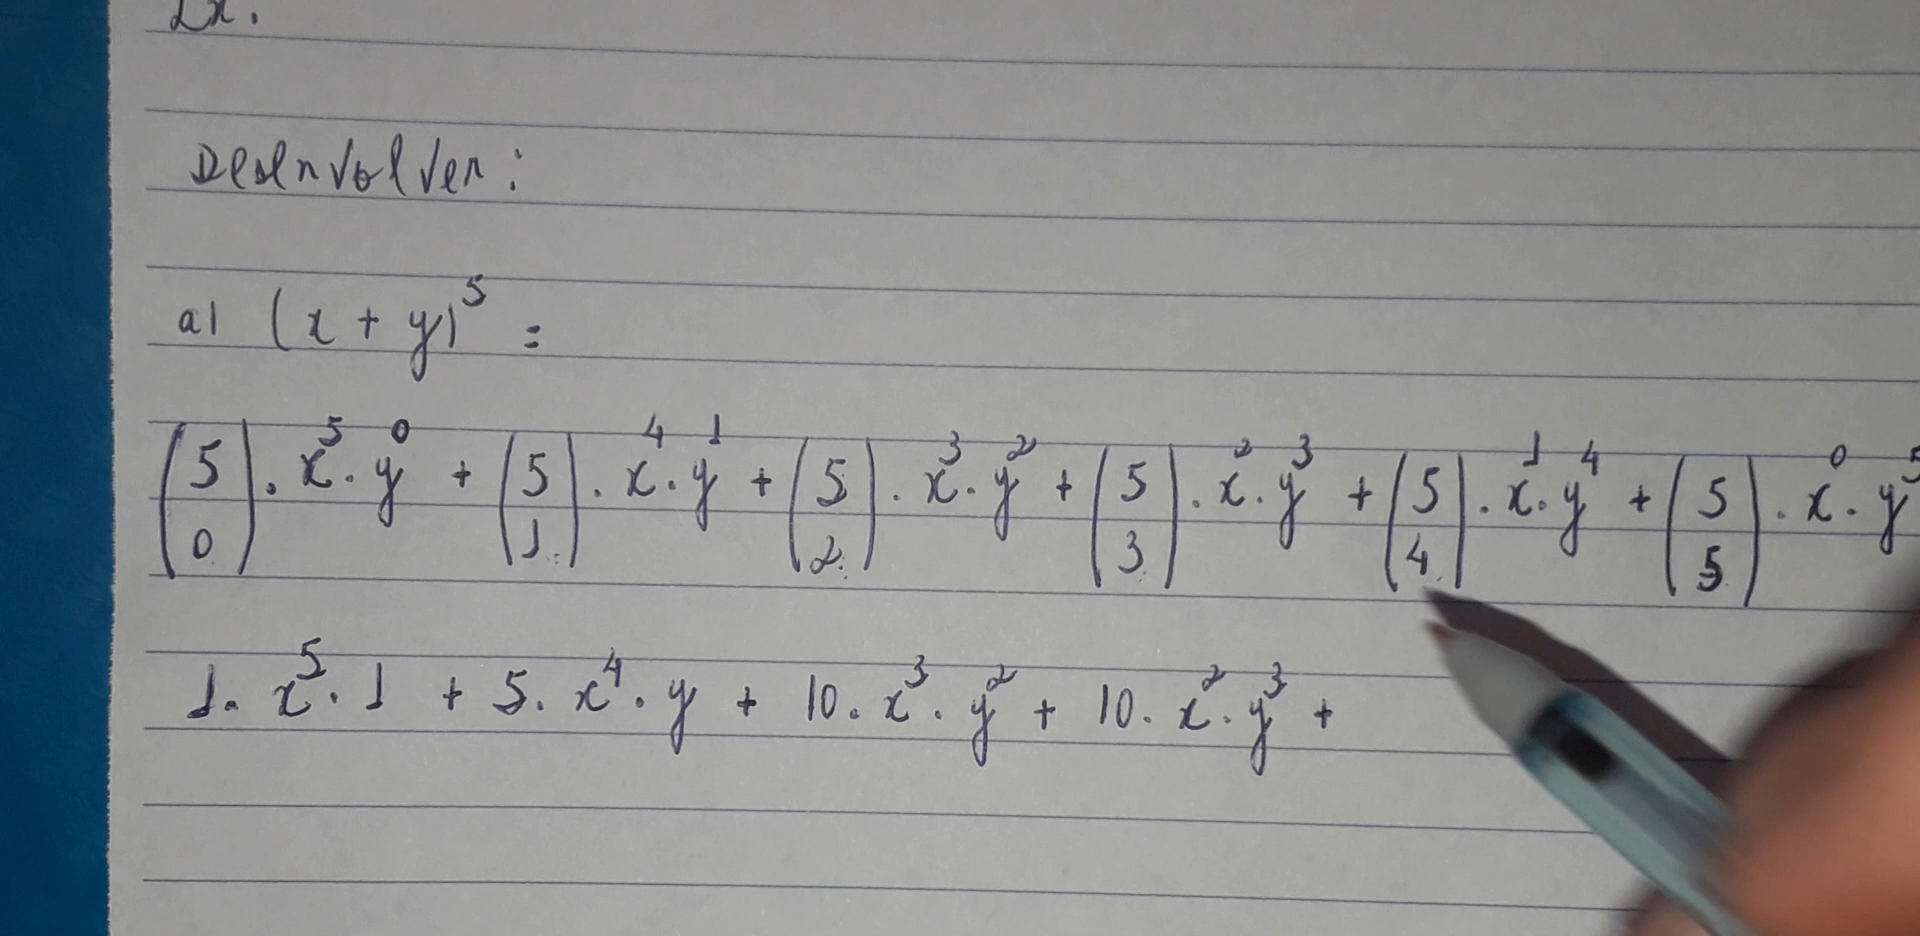 Ex.
Desenvolver:
a) (x + y)⁵ =
(5 0) . x⁵ . y⁰ + (5 1) . x⁴ . y¹ + (5 2) . x³ . y² + (5 3) . x² . y³ + (5 4) . x¹ . y⁴ + (5 5) . x⁰ . y⁵
1 . x⁵ . 1 + 5 . x⁴ . y + 10 . x³ . y² + 10 . x² . y³ +